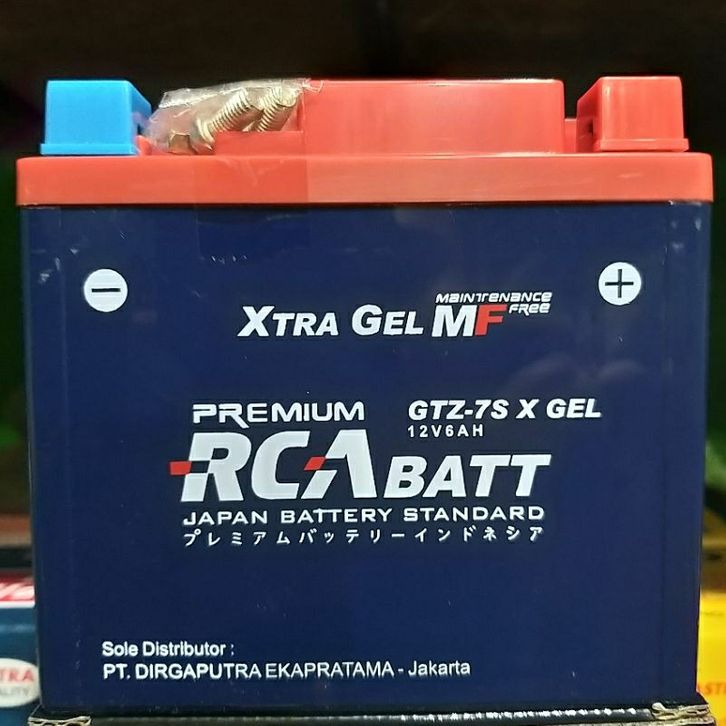 − +
XTRA GEL MF MAINTENANCE FREE
PREMIUM GTZ-7S X GEL
12V6AH
RCA BATT
JAPAN BATTERY STANDARD
プレミアムバッテリーインドネシア
Sole Distributor :
PT. DIRGAPUTRA EKAPRATAMA - Jakarta
TRA